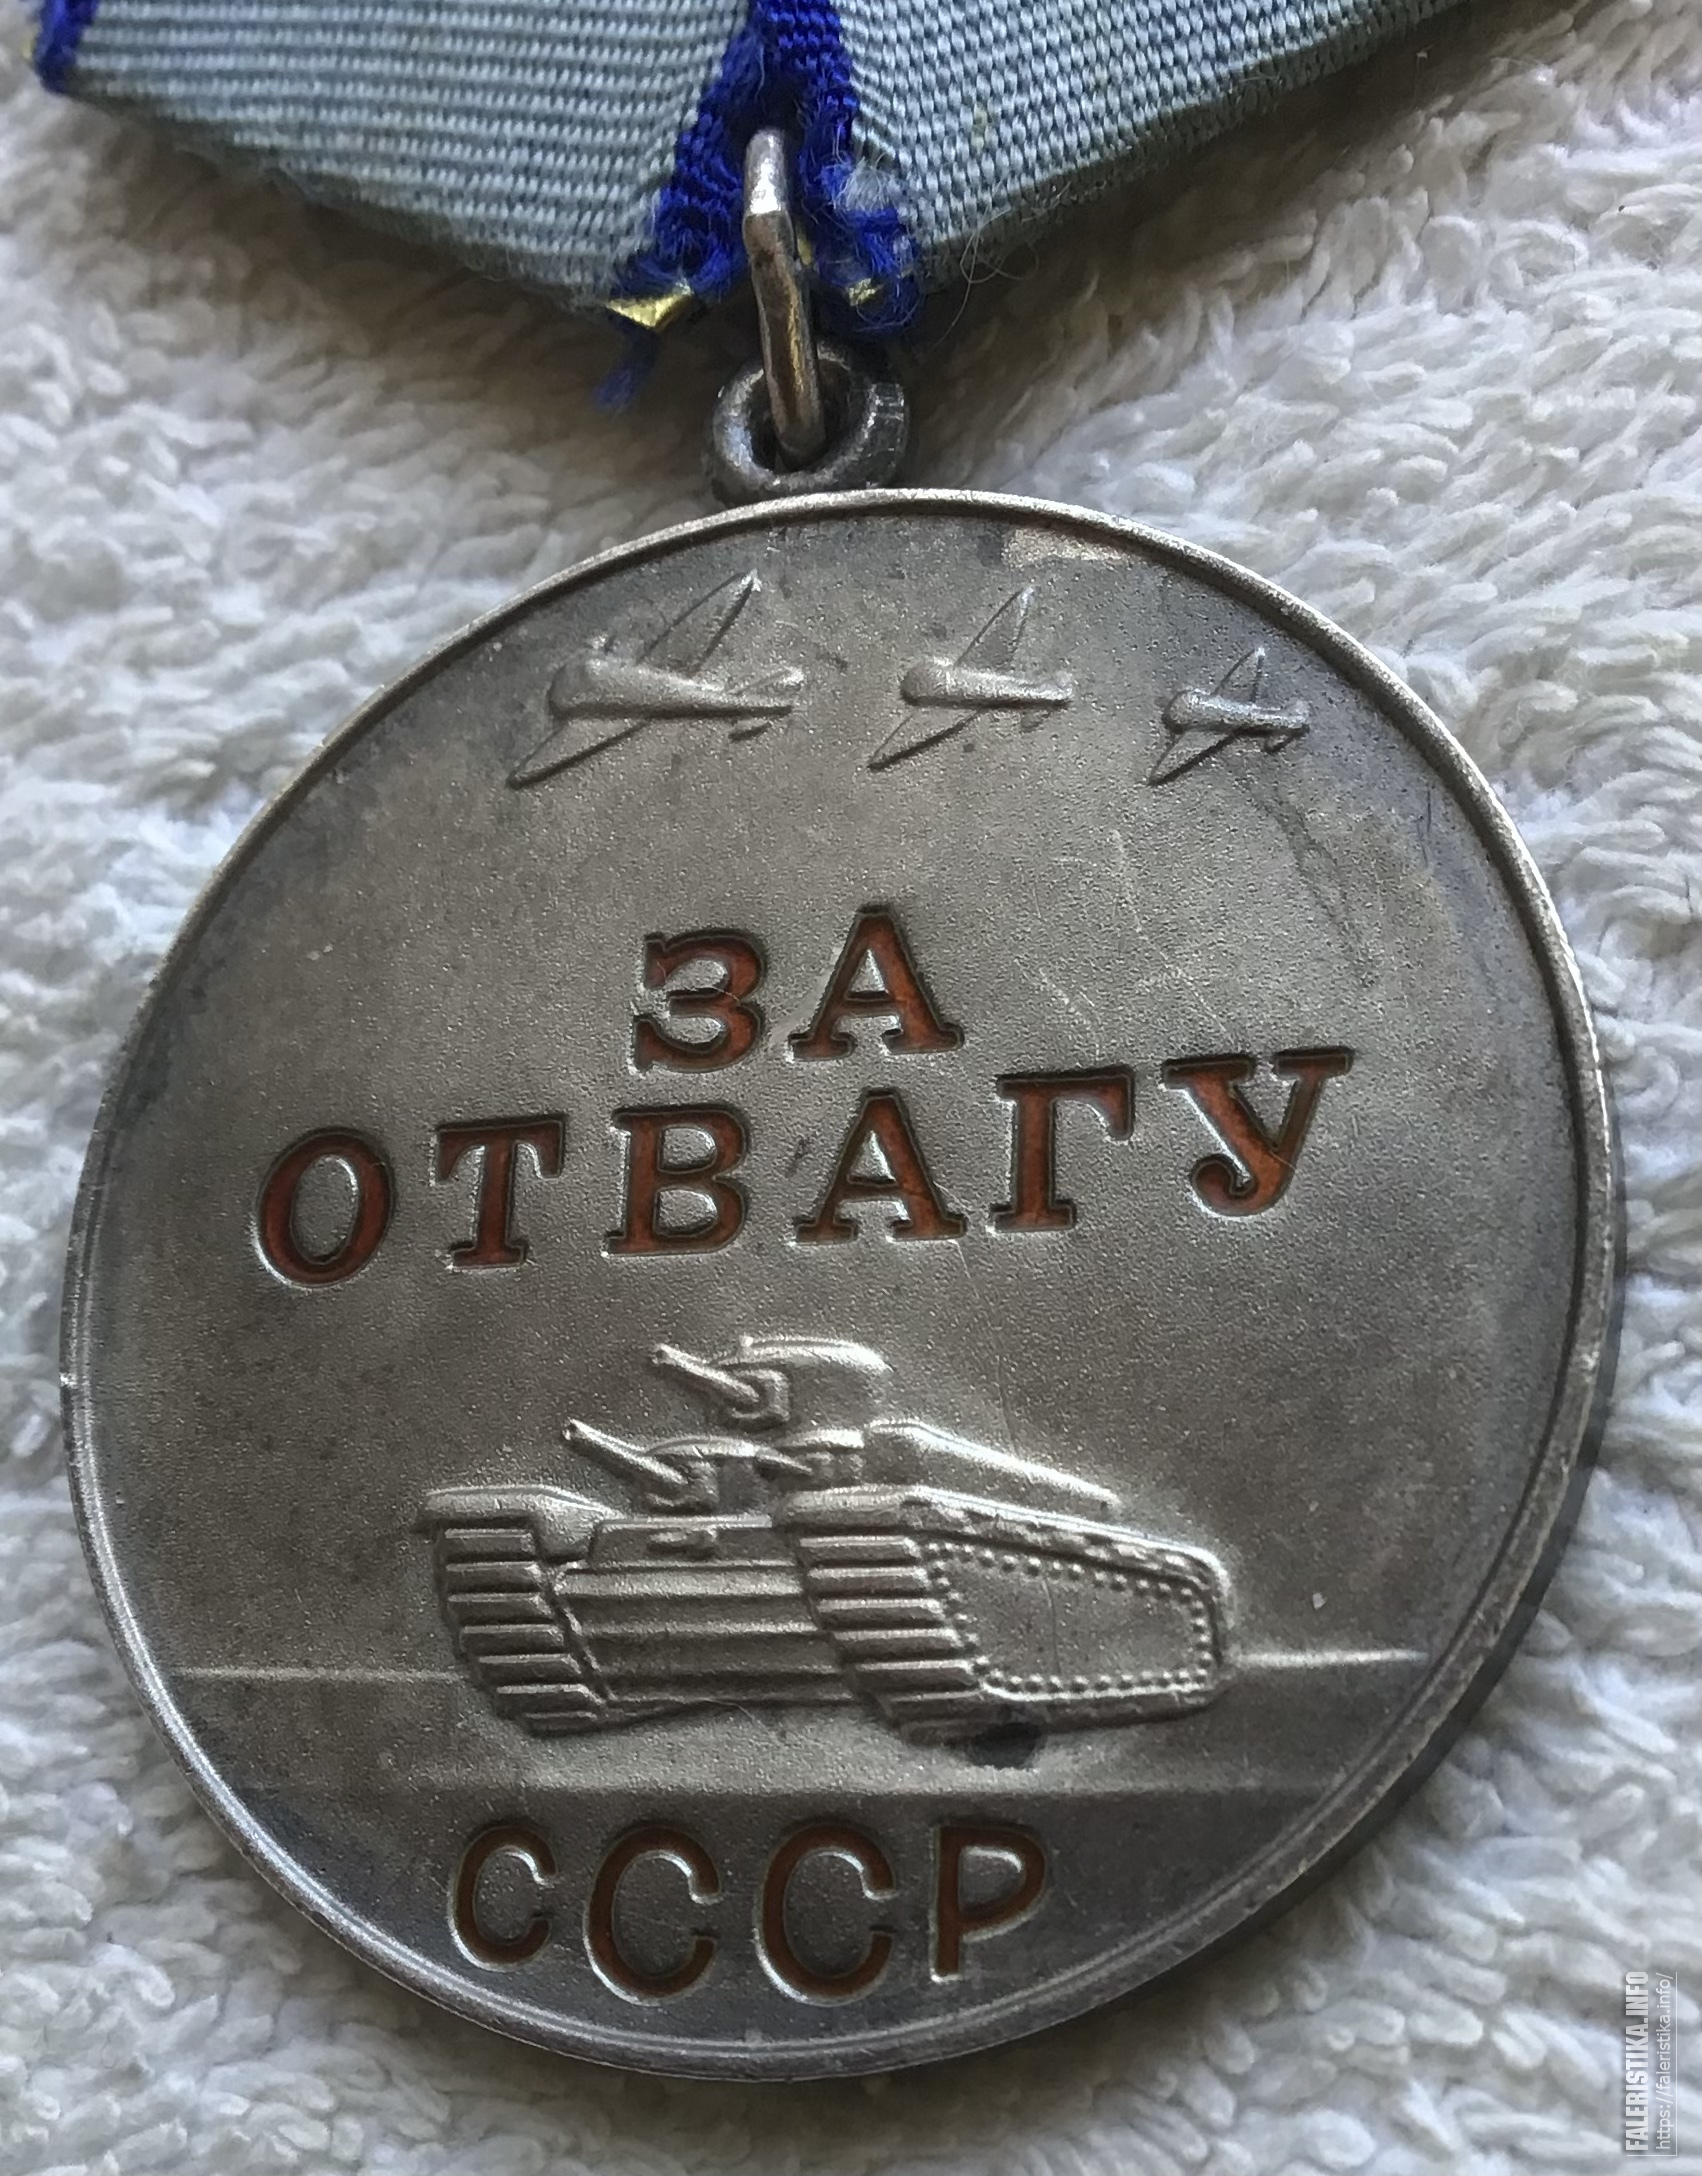 ЗА
ОТВАГУ
СССР
FALERISTIKA.INFO
https://faleristika.info/